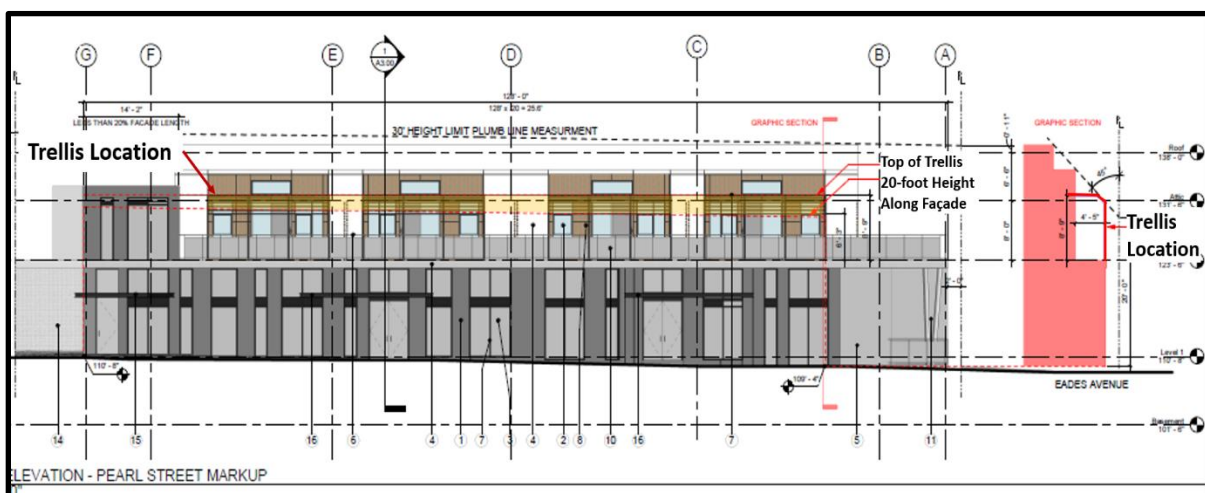 G
F
E
1
A3.00
D
C
B
A
128'- 0"
128' x .20 = 25.6'
14' - 2"
LESS THAN 20% FACADE LENGTH
30' HEIGHT LIMIT PLUMB LINE MEASURMENT
GRAPHIC SECTION
GRAPHIC SECTION
Trellis Location
Top of Trellis
20-foot Height
Along Façade
Roof
138' - 0"
45°
Attic
131' - 6"
6' - 6"
4' - 5"
8' - 0"
Trellis
Location
123' - 6"
20' - 0"
Level 1
110' - 8"
110' - 8"
109' - 4"
EADES AVENUE
14
15
16
6
4
1
7
3
4
2
8
10
16
7
5
11
Basement
101' - 6"
ELEVATION - PEARL STREET MARKUP